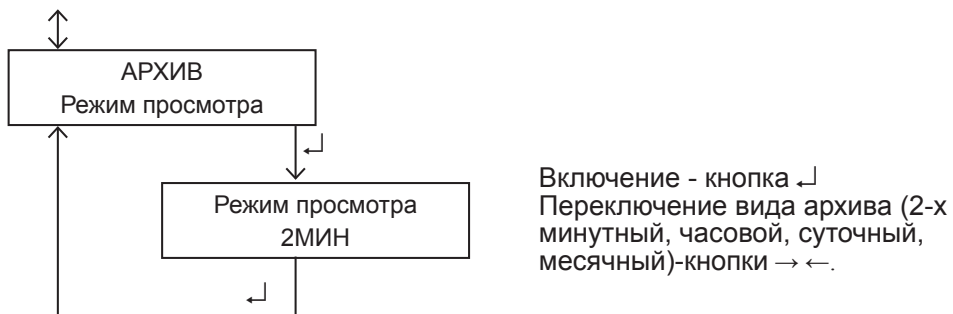 АРХИВ
Режим просмотра
↵
Режим просмотра
2МИН
↵
Включение - кнопка ↵
Переключение вида архива (2-х
минутный, часовой, суточный,
месячный)-кнопки → ←.